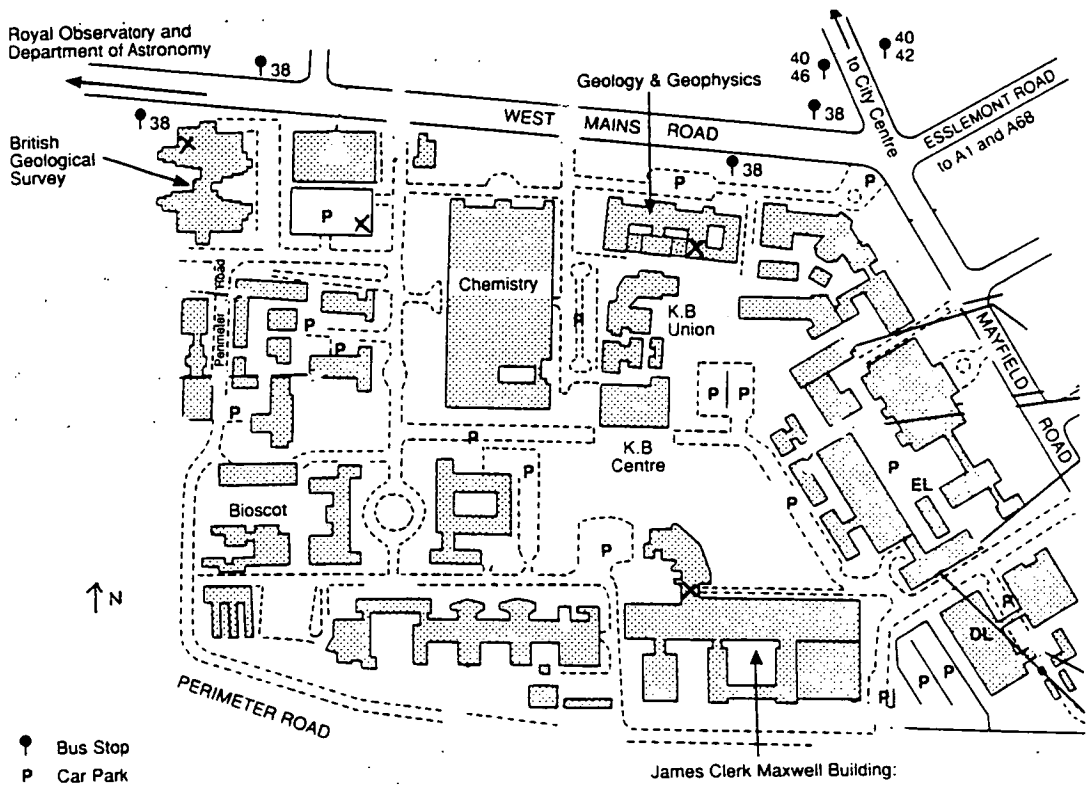 Royal Observatory and
Department of Astronomy
38
38
British
Geological
Survey
Geology & Geophysics
WEST MAINS ROAD
40
46
38
38
to City Centre
40
42
ESSLEMONT ROAD
to A1 and A68
P
P
P
Chemistry
P
K.B
Union
Perimeter Road
P
P
P
MAYFIELD ROAD
P
P
P
K.B
Centre
P
P
EL
Bioscot
P
P
N
P
DL
P
P
P
PERIMETER ROAD
Bus Stop
P Car Park
James Clerk Maxwell Building: